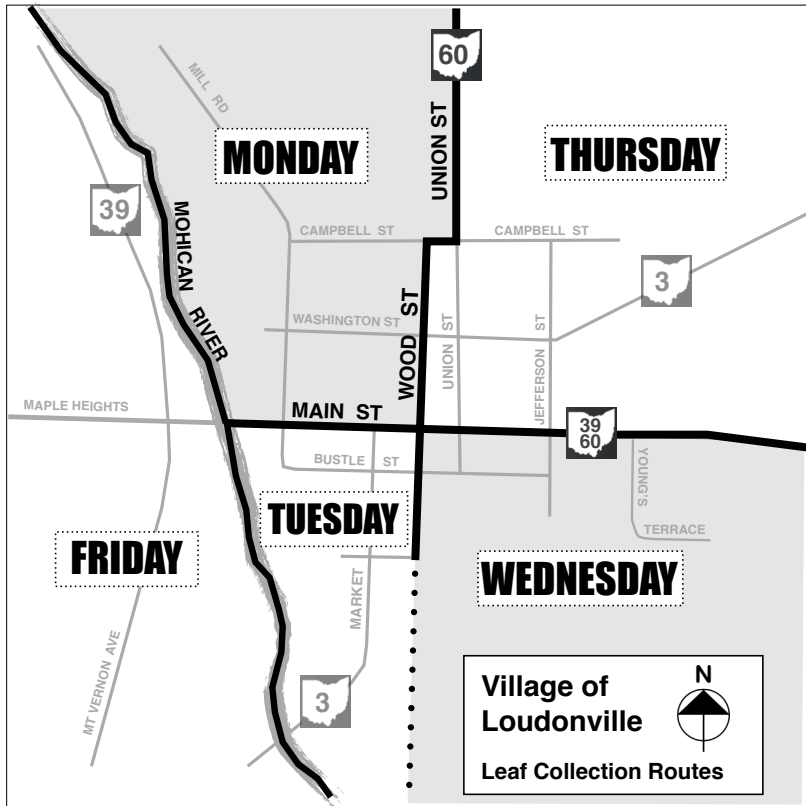 60
MILL RD
UNION ST
MONDAY
THURSDAY
39
MOHICAN RIVER
CAMPBELL ST
CAMPBELL ST
3
WOOD ST
WASHINGTON ST
UNION ST
JEFFERSON ST
MAPLE HEIGHTS
MAIN ST
39
60
BUSTLE ST
YOUNG'S
TERRACE
TUESDAY
FRIDAY
WEDNESDAY
MARKET
MT VERNON AVE
3
Village of
Loudonville
Leaf Collection Routes
N